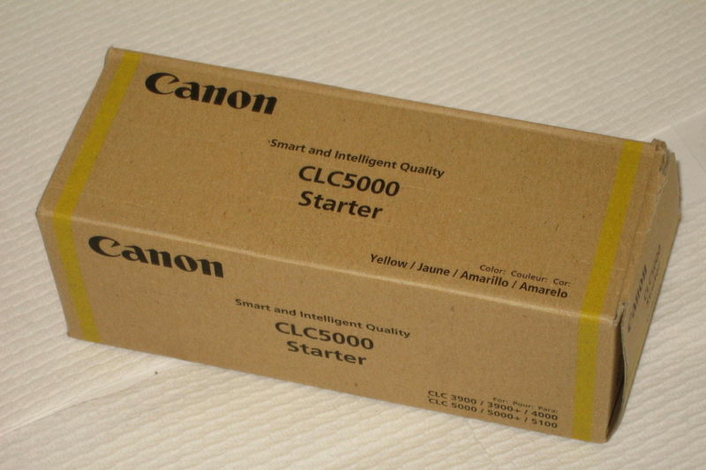 Canon
Smart and Intelligent Quality
CLC5000
Starter
Color: Couleur: Cor:
Yellow / Jaune / Amarillo / Amarelo
Canon
Smart and Intelligent Quality
CLC5000
Starter
For: Pour: Para:
CLC 3900 / 3900+ / 4000
CLC 5000 / 5000+ / 5100
Canon